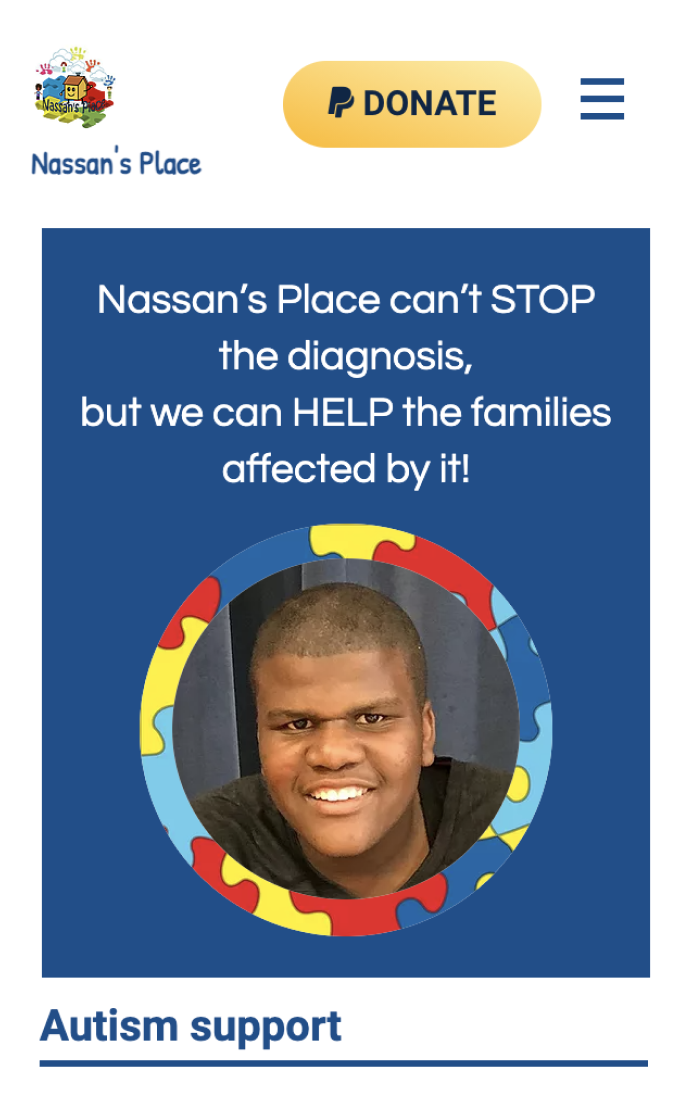 Nassan's Place
DONATE
Nassan's Place
Nassan’s Place can’t STOP
the diagnosis,
but we can HELP the families
affected by it!
Autism support